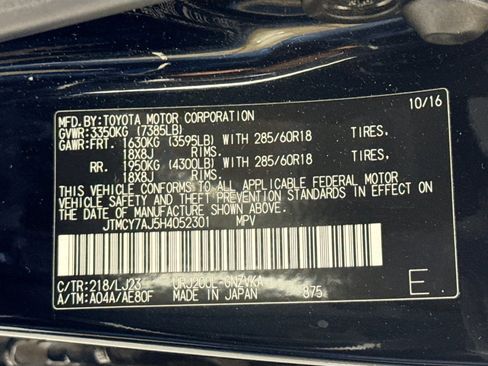 MFD.BY:TOYOTA MOTOR CORPORATION 10/16
GVWR:3350KG (7385LB)
GAWR:FRT. 1630KG (3595LB) WITH 285/60R18 TIRES,
18X8J RIMS.
RR. 1950KG (4300LB) WITH 285/60R18 TIRES,
18X8J RIMS.
THIS VEHICLE CONFORMS TO ALL APPLICABLE FEDERAL MOTOR
VEHICLE SAFETY AND THEFT PREVENTION STANDARDS IN EFFECT
ON THE DATE OF MANUFACTURE SHOWN ABOVE.
JTMCY7AJ5H4052301 MPV
C/TR:218/LJ23 URJ200L-GNZVKA
A/TM:A04A/AE80F MADE IN JAPAN 875 E